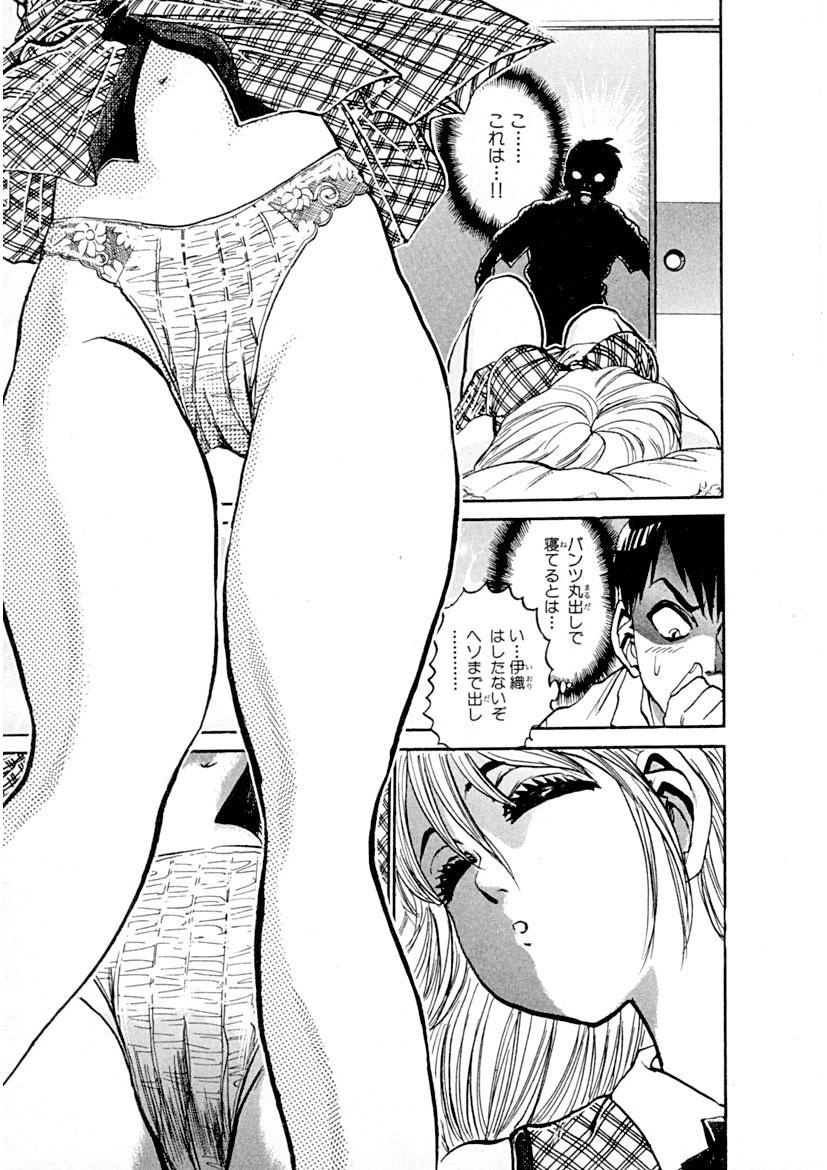 こ……
これは…!!
パンツ丸出しで
寝てるとは…
い…伊織
はしたないぞ
ヘソまで出し
…………